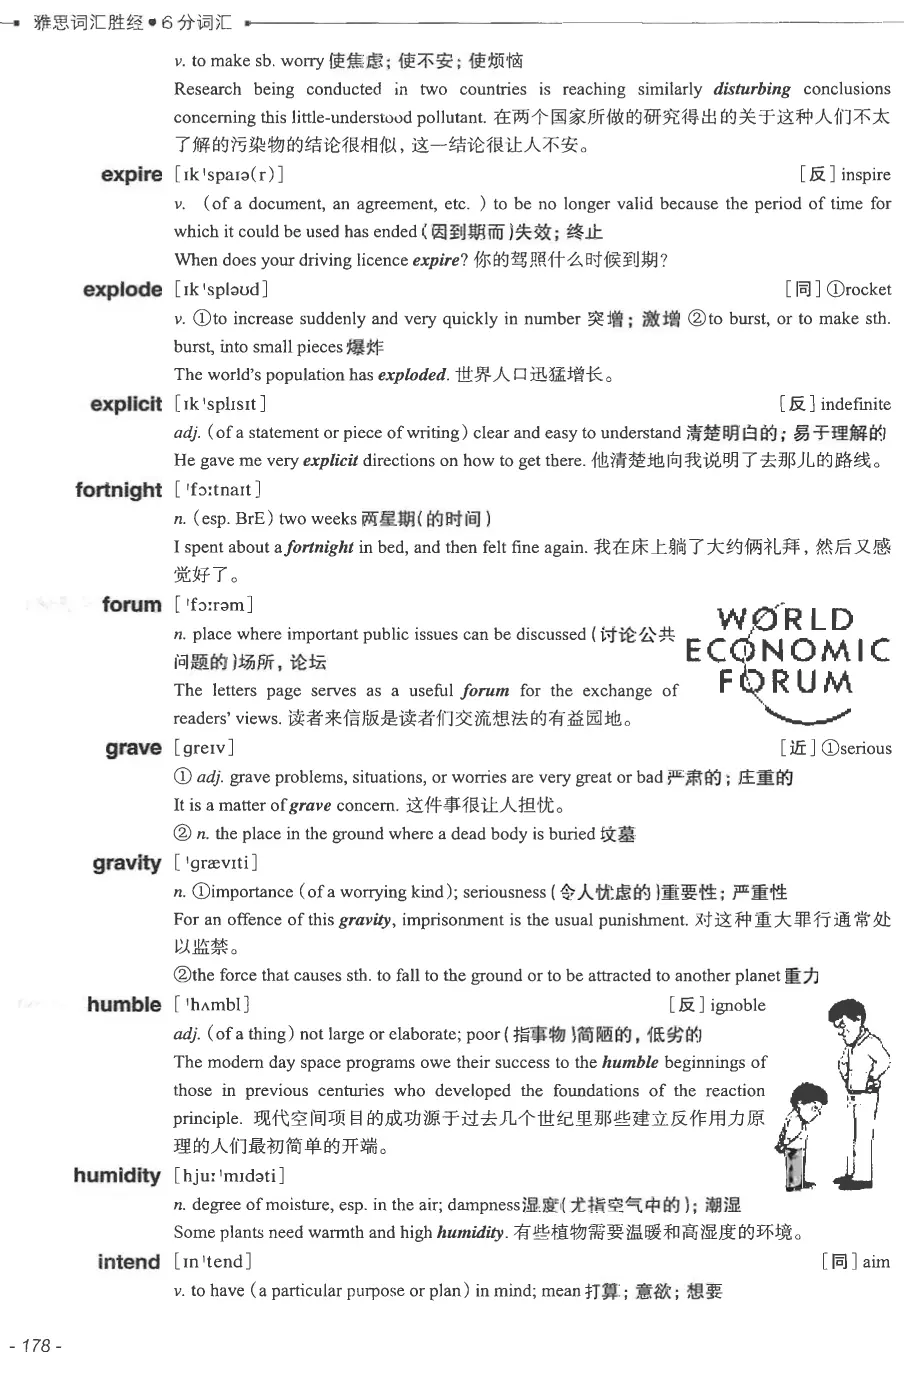 雅思词汇胜经•6分词汇
v. to make sb. worry 使焦虑；使不安；使烦恼
Research being conducted in two countries is reaching similarly disturbing conclusions
concerning this little-understood pollutant. 在两个国家所做的研究得出的关于这种人们不太
了解的污染物的结论很相似，这一结论很让人不安。
expire [ɪkˈspaɪə(r)] [反] inspire
v. (of a document, an agreement, etc. ) to be no longer valid because the period of time for
which it could be used has ended (因到期而)失效；终止
When does your driving licence expire? 你的驾照什么时候到期？
explode [ɪkˈspləʊd] [同] ①rocket
v. ①to increase suddenly and very quickly in number 突增；激增 ②to burst, or to make sth.
burst, into small pieces 爆炸
The world's population has exploded. 世界人口迅猛增长。
explicit [ɪkˈsplɪsɪt] [反] indefinite
adj. (of a statement or piece of writing) clear and easy to understand 清楚明白的；易于理解的
He gave me very explicit directions on how to get there. 他清楚地向我说明了去那儿的路线。
fortnight [ˈfɔːtnaɪt]
n. (esp. BrE) two weeks 两星期(的时间)
I spent about a fortnight in bed, and then felt fine again. 我在床上躺了大约俩礼拜，然后又感
觉好了。
forum [ˈfɔːrəm]
n. place where important public issues can be discussed (讨论公共
问题的)场所，论坛
The letters page serves as a useful forum for the exchange of
readers' views. 读者来信版是读者们交流想法的有益园地。
WORLD
ECONOMIC
FORUM
grave [greɪv] [近] ①serious
① adj. grave problems, situations, or worries are very great or bad 严肃的；庄重的
It is a matter of grave concern. 这件事很让人担忧。
② n. the place in the ground where a dead body is buried 坟墓
gravity [ˈgrævɪti]
n. ①importance (of a worrying kind); seriousness (令人忧虑的)重要性；严重性
For an offence of this gravity, imprisonment is the usual punishment. 对这种重大罪行通常处
以监禁。
②the force that causes sth. to fall to the ground or to be attracted to another planet 重力
humble [ˈhʌmbl] [反] ignoble
adj. (of a thing) not large or elaborate; poor (指事物)简陋的，低劣的
The modern day space programs owe their success to the humble beginnings of
those in previous centuries who developed the foundations of the reaction
principle. 现代空间项目的成功源于过去几个世纪里那些建立反作用力原
理的人们最初简单的开端。
humidity [hjuːˈmɪdəti]
n. degree of moisture, esp. in the air; dampness湿度(尤指空气中的)；潮湿
Some plants need warmth and high humidity. 有些植物需要温暖和高湿度的环境。
intend [ɪnˈtend] [同] aim
v. to have (a particular purpose or plan) in mind; mean 打算；意欲；想要
- 178 -